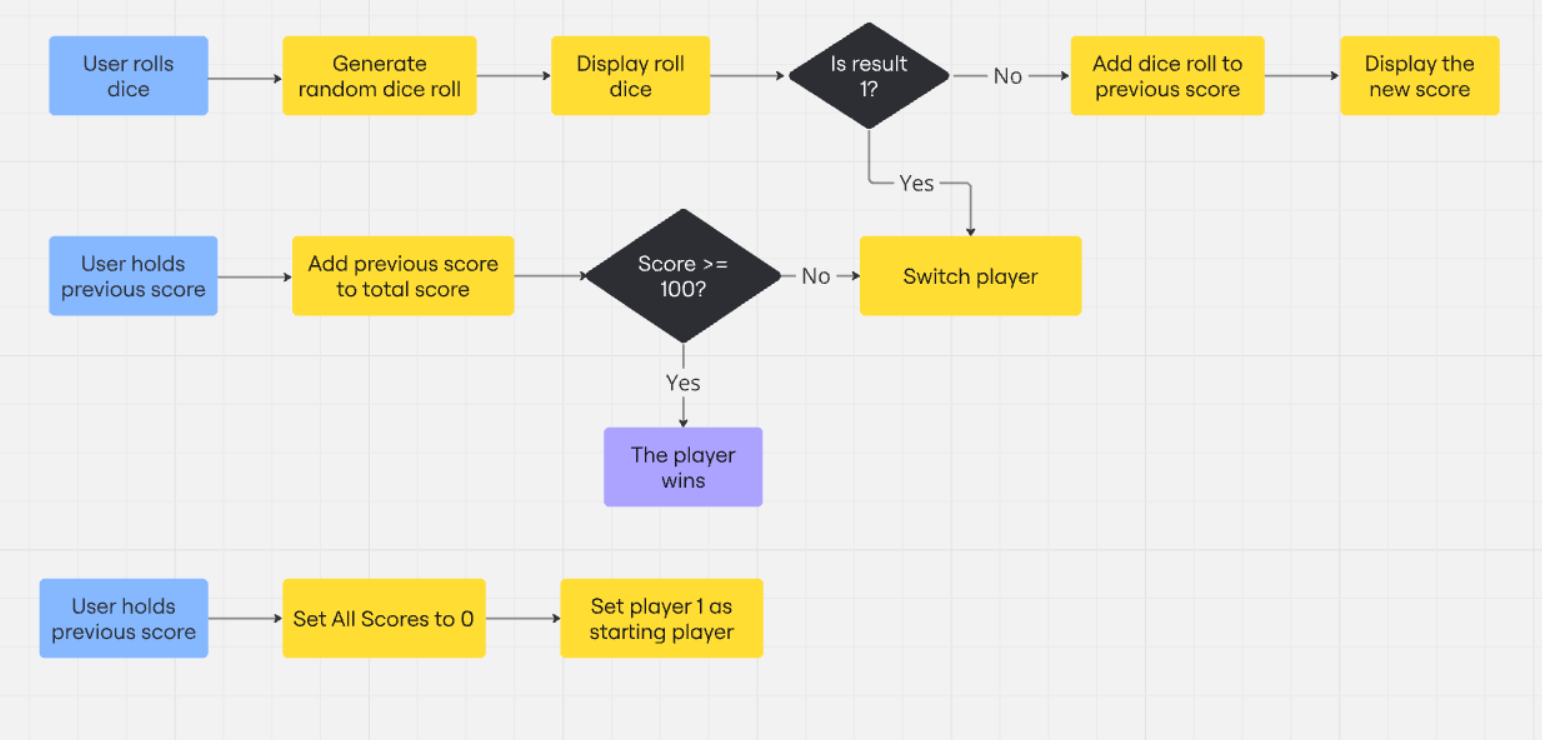 User rolls
dice
Generate
random dice roll
Display roll
dice
Is result
1?
No
Add dice roll to
previous score
Display the
new score
Yes
User holds
previous score
Add previous score
to total score
Score >=
100?
No
Switch player
Yes
The player
wins
User holds
previous score
Set All Scores to 0
Set player 1 as
starting player